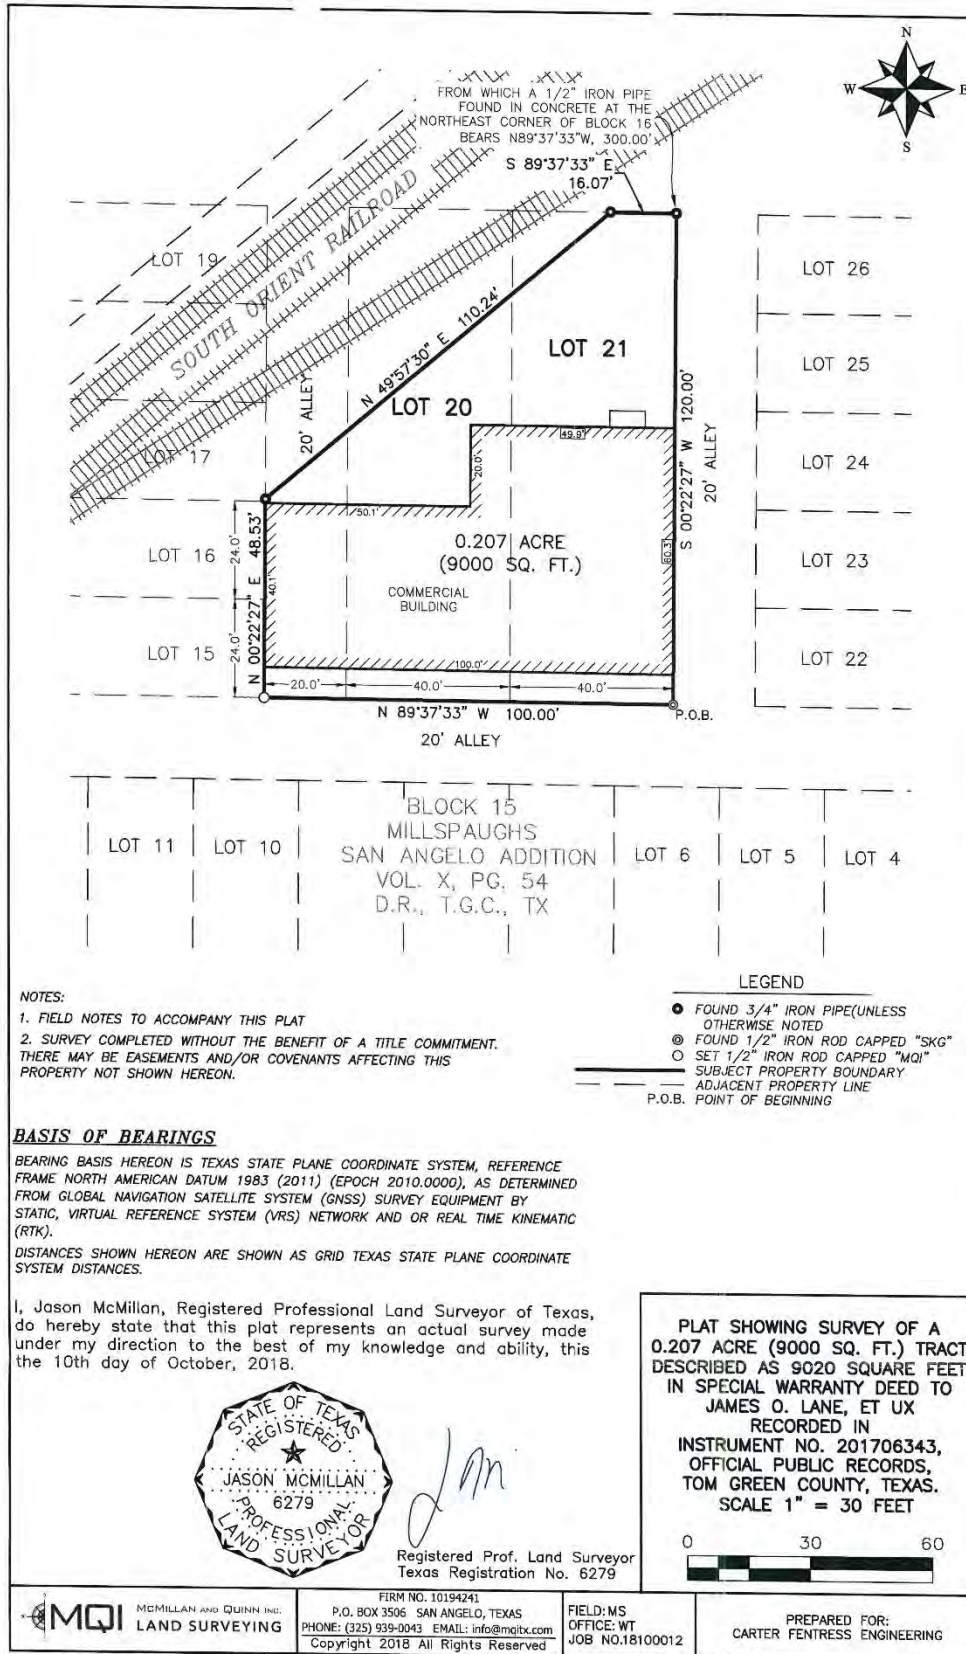 N
W
E
S
FROM WHICH A 1/2" IRON PIPE
FOUND IN CONCRETE AT THE
NORTHEAST CORNER OF BLOCK 16
BEARS N89°37'33"W, 300.00'
S 89°37'33" E
16.07'
SOUTH ORIENT RAILROAD
LOT 19
LOT 17
LOT 16
LOT 15
20' ALLEY
N 49°57'30" E 110.24'
LOT 20
LOT 21
LOT 26
LOT 25
LOT 24
LOT 23
LOT 22
S 00°22'27" W 120.00'
20' ALLEY
49.9'
20.0'
50.1'
60.3'
40.1'
100.0'
0.207 ACRE
(9000 SQ. FT.)
COMMERCIAL
BUILDING
24.0'
24.0'
N 00°22'27" E 48.53'
20.0'
40.0'
40.0'
N 89°37'33" W 100.00'
P.O.B.
20' ALLEY
LOT 11
LOT 10
BLOCK 15
MILLSPAUGHS
SAN ANGELO ADDITION
VOL. X, PG. 54
D.R., T.G.C., TX
LOT 6
LOT 5
LOT 4
NOTES:
1. FIELD NOTES TO ACCOMPANY THIS PLAT
2. SURVEY COMPLETED WITHOUT THE BENEFIT OF A TITLE COMMITMENT.
THERE MAY BE EASEMENTS AND/OR COVENANTS AFFECTING THIS
PROPERTY NOT SHOWN HEREON.
LEGEND
FOUND 3/4" IRON PIPE(UNLESS
OTHERWISE NOTED
FOUND 1/2" IRON ROD CAPPED "SKG"
SET 1/2" IRON ROD CAPPED "MQI"
SUBJECT PROPERTY BOUNDARY
ADJACENT PROPERTY LINE
P.O.B. POINT OF BEGINNING
BASIS OF BEARINGS
BEARING BASIS HEREON IS TEXAS STATE PLANE COORDINATE SYSTEM, REFERENCE
FRAME NORTH AMERICAN DATUM 1983 (2011) (EPOCH 2010.0000), AS DETERMINED
FROM GLOBAL NAVIGATION SATELLITE SYSTEM (GNSS) SURVEY EQUIPMENT BY
STATIC, VIRTUAL REFERENCE SYSTEM (VRS) NETWORK AND OR REAL TIME KINEMATIC
(RTK).
DISTANCES SHOWN HEREON ARE SHOWN AS GRID TEXAS STATE PLANE COORDINATE
SYSTEM DISTANCES.
I, Jason McMillan, Registered Professional Land Surveyor of Texas,
do hereby state that this plat represents an actual survey made
under my direction to the best of my knowledge and ability, this
the 10th day of October, 2018.
STATE OF TEXAS
REGISTERED
JASON MCMILLAN
6279
PROFESSIONAL
LAND SURVEYOR
Registered Prof. Land Surveyor
Texas Registration No. 6279
PLAT SHOWING SURVEY OF A
0.207 ACRE (9000 SQ. FT.) TRACT
DESCRIBED AS 9020 SQUARE FEET
IN SPECIAL WARRANTY DEED TO
JAMES O. LANE, ET UX
RECORDED IN
INSTRUMENT NO. 201706343,
OFFICIAL PUBLIC RECORDS,
TOM GREEN COUNTY, TEXAS.
SCALE 1" = 30 FEET
0 30 60
MQI
MCMILLAN AND QUINN INC.
LAND SURVEYING
FIRM NO. 10194241
P.O. BOX 3506 SAN ANGELO, TEXAS
PHONE: (325) 939-0043 EMAIL: info@mqitx.com
Copyright 2018 All Rights Reserved
FIELD: MS
OFFICE: WT
JOB NO.18100012
PREPARED FOR:
CARTER FENTRESS ENGINEERING